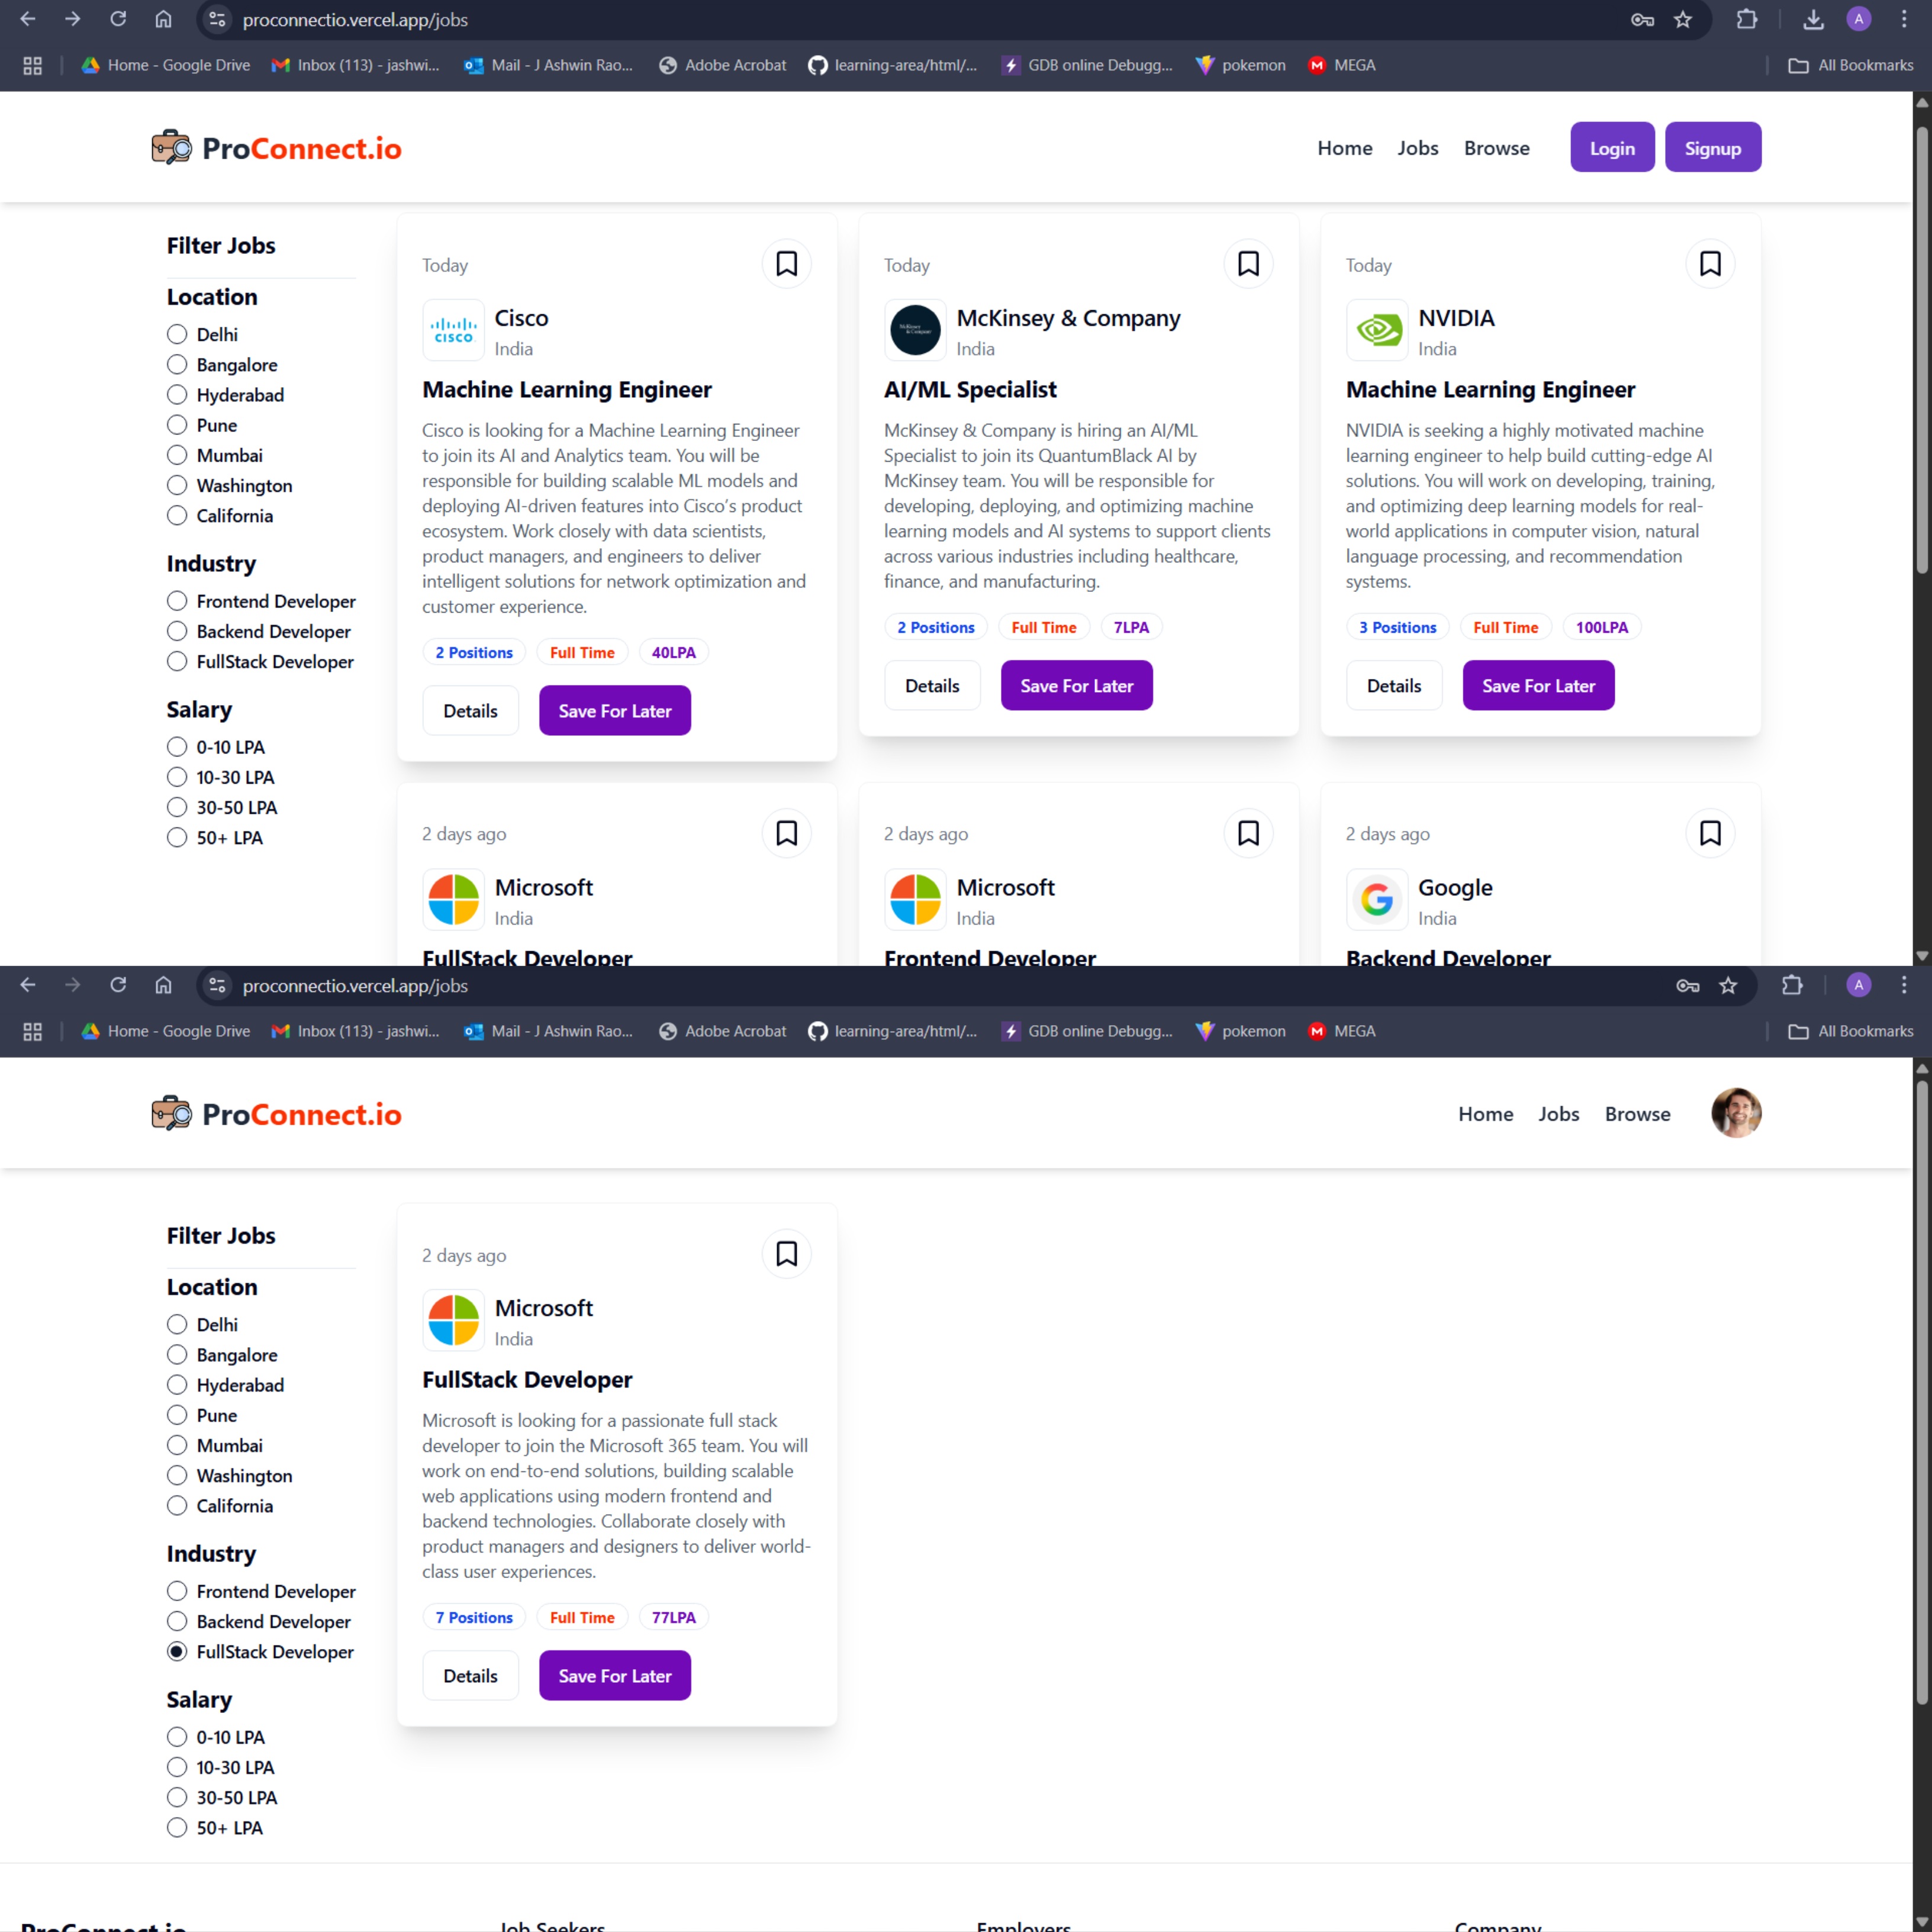 proconnectio.vercel.app/jobs
A
Home - Google Drive
Inbox (113) - jashwi...
Mail - J Ashwin Rao...
Adobe Acrobat
learning-area/html/...
GDB online Debugg...
pokemon
MEGA
All Bookmarks
ProConnect.io
Home
Jobs
Browse
Login
Signup
Filter Jobs
Location
Delhi
Bangalore
Hyderabad
Pune
Mumbai
Washington
California
Industry
Frontend Developer
Backend Developer
FullStack Developer
Salary
0-10 LPA
10-30 LPA
30-50 LPA
50+ LPA
Today
CISCO
Cisco
India
Machine Learning Engineer
Cisco is looking for a Machine Learning Engineer
to join its AI and Analytics team. You will be
responsible for building scalable ML models and
deploying AI-driven features into Cisco’s product
ecosystem. Work closely with data scientists,
product managers, and engineers to deliver
intelligent solutions for network optimization and
customer experience.
2 Positions
Full Time
40LPA
Details
Save For Later
Today
McKinsey
& Company
McKinsey & Company
India
AI/ML Specialist
McKinsey & Company is hiring an AI/ML
Specialist to join its QuantumBlack AI by
McKinsey team. You will be responsible for
developing, deploying, and optimizing machine
learning models and AI systems to support clients
across various industries including healthcare,
finance, and manufacturing.
2 Positions
Full Time
7LPA
Details
Save For Later
Today
NVIDIA
India
Machine Learning Engineer
NVIDIA is seeking a highly motivated machine
learning engineer to help build cutting-edge AI
solutions. You will work on developing, training,
and optimizing deep learning models for real-
world applications in computer vision, natural
language processing, and recommendation
systems.
3 Positions
Full Time
100LPA
Details
Save For Later
2 days ago
Microsoft
India
FullStack Developer
2 days ago
Microsoft
India
Frontend Developer
2 days ago
Google
India
Backend Developer
proconnectio.vercel.app/jobs
A
Home - Google Drive
Inbox (113) - jashwi...
Mail - J Ashwin Rao...
Adobe Acrobat
learning-area/html/...
GDB online Debugg...
pokemon
MEGA
All Bookmarks
ProConnect.io
Home
Jobs
Browse
Filter Jobs
Location
Delhi
Bangalore
Hyderabad
Pune
Mumbai
Washington
California
Industry
Frontend Developer
Backend Developer
FullStack Developer
Salary
0-10 LPA
10-30 LPA
30-50 LPA
50+ LPA
2 days ago
Microsoft
India
FullStack Developer
Microsoft is looking for a passionate full stack
developer to join the Microsoft 365 team. You will
work on end-to-end solutions, building scalable
web applications using modern frontend and
backend technologies. Collaborate closely with
product managers and designers to deliver world-
class user experiences.
7 Positions
Full Time
77LPA
Details
Save For Later
ProConnect.io
Job Seekers
Employers
Company